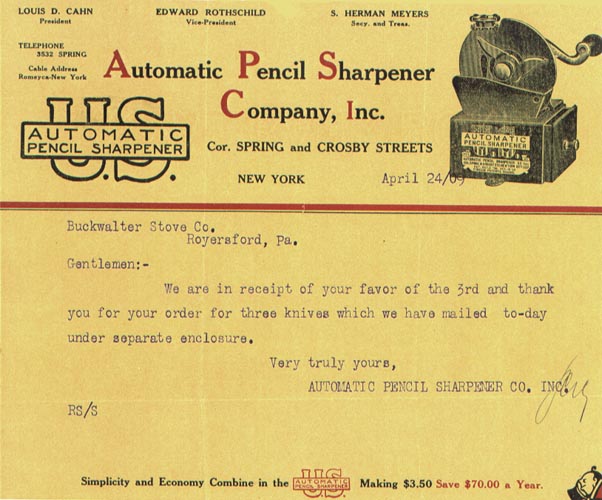 LOUIS D. CAHN
President
EDWARD ROTHSCHILD
Vice-President
S. HERMAN MEYERS
Secy. and Treas.
TELEPHONE
3532 SPRING
Cable Address
Romeyca-New York
Automatic Pencil Sharpener
Company, Inc.
U.S.
AUTOMATIC
PENCIL SHARPENER
Cor. SPRING and CROSBY STREETS
NEW YORK
April 24/09
AUTOMATIC
PENCIL SHARPENER
Buckwalter Stove Co.
Royersford, Pa.
Gentlemen:-
We are in receipt of your favor of the 3rd and thank
you for your order for three knives which we have mailed to-day
under separate enclosure.
Very truly yours,
AUTOMATIC PENCIL SHARPENER CO. INC.
RS/S
Simplicity and Economy Combine in the U.S. AUTOMATIC PENCIL SHARPENER Making $3.50 Save $70.00 a Year.